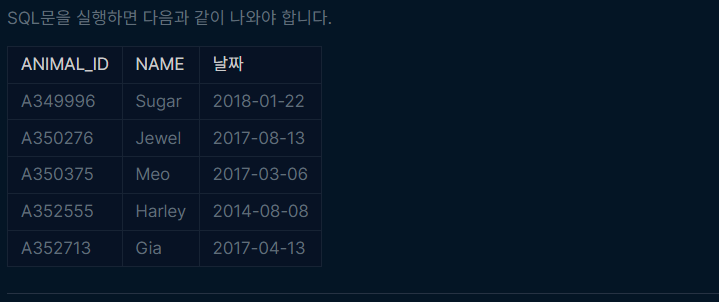 SQL문을 실행하면 다음과 같이 나와야 합니다.
ANIMAL_ID NAME 날짜
A349996 Sugar 2018-01-22
A350276 Jewel 2017-08-13
A350375 Meo 2017-03-06
A352555 Harley 2014-08-08
A352713 Gia 2017-04-13